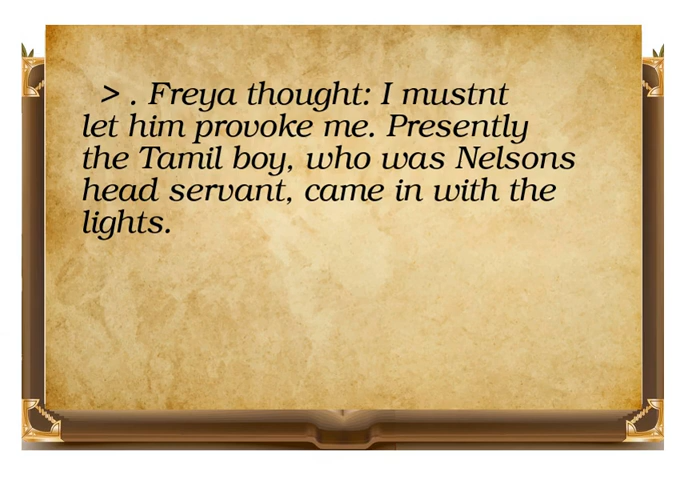 > . Freya thought: I mustnt
let him provoke me. Presently
the Tamil boy, who was Nelsons
head servant, came in with the
lights.